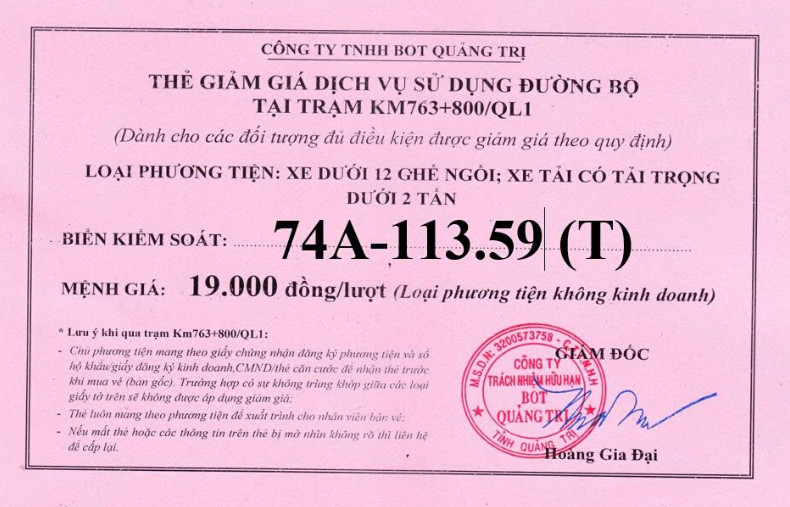 CÔNG TY TNHH BOT QUẢNG TRỊ
THẺ GIẢM GIÁ DỊCH VỤ SỬ DỤNG ĐƯỜNG BỘ
TẠI TRẠM KM763+800/QL1
(Dành cho các đối tượng đủ điều kiện được giảm giá theo quy định)
LOẠI PHƯƠNG TIỆN: XE DƯỚI 12 GHẾ NGỒI; XE TẢI CÓ TẢI TRỌNG
DƯỚI 2 TẤN
BIỂN KIỂM SOÁT: 74A-113.59 (T)
MỆNH GIÁ: 19.000 đồng/lượt (Loại phương tiện không kinh doanh)
* Lưu ý khi qua trạm Km763+800/QL1:
- Chủ phương tiện mang theo giấy chứng nhận đăng ký phương tiện và sổ
hộ khẩu/giấy đăng ký kinh doanh,CMND/thẻ căn cước để nhận thẻ trước
khi mua vé (bản gốc). Trường hợp có sự không trùng khớp giữa các loại
giấy tờ trên sẽ không được áp dụng giảm giá;
- Thẻ luôn mang theo phương tiện để xuất trình cho nhân viên bán vé;
- Nếu mất thẻ hoặc các thông tin trên thẻ bị mờ nhìn không rõ thì liên hệ
để cấp lại.
GIÁM ĐỐC
M.S.D.N: 3200573758 - C.T.T.N.H.H
CÔNG TY
TRÁCH NHIỆM HỮU HẠN
BOT
QUẢNG TRỊ
TỈNH QUẢNG TRỊ
Hoàng Gia Đại